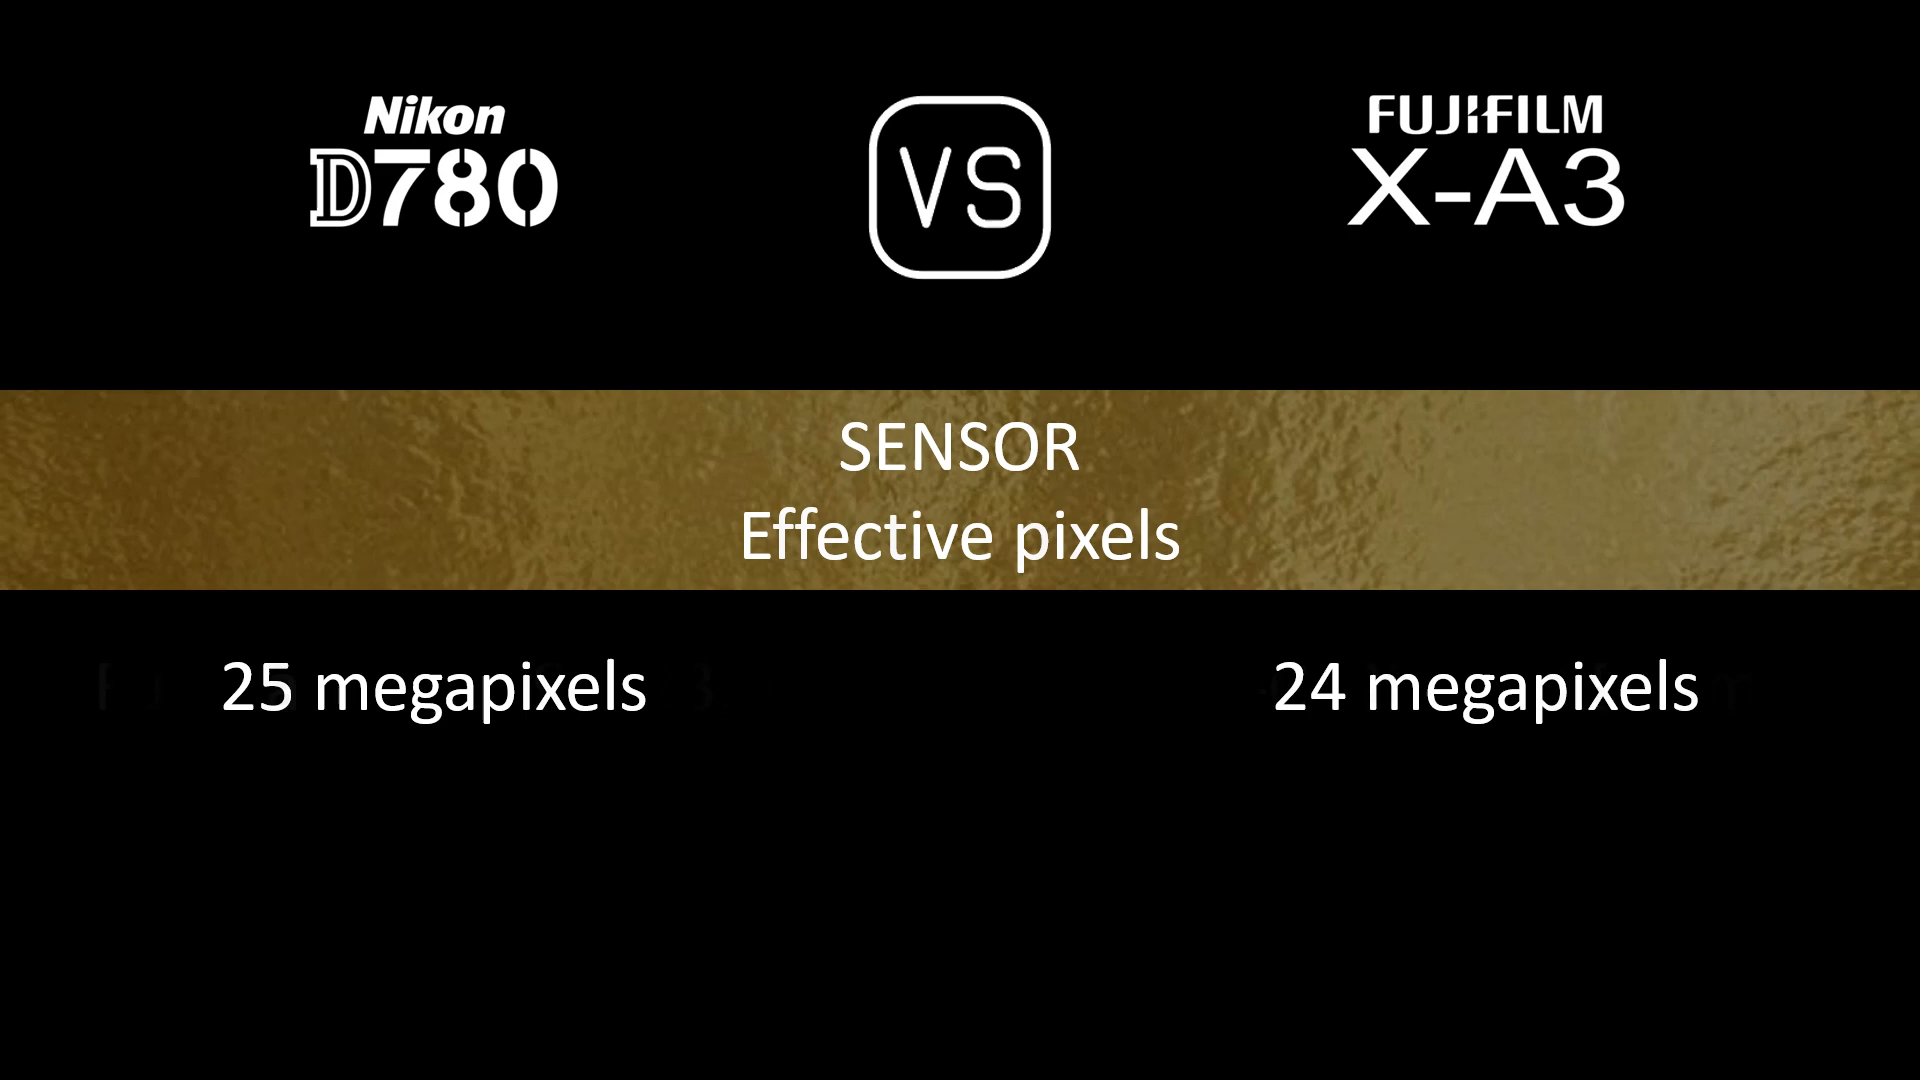 Nikon
D780
VS
FUJIFILM
X-A3
SENSOR
Effective pixels
25 megapixels
24 megapixels